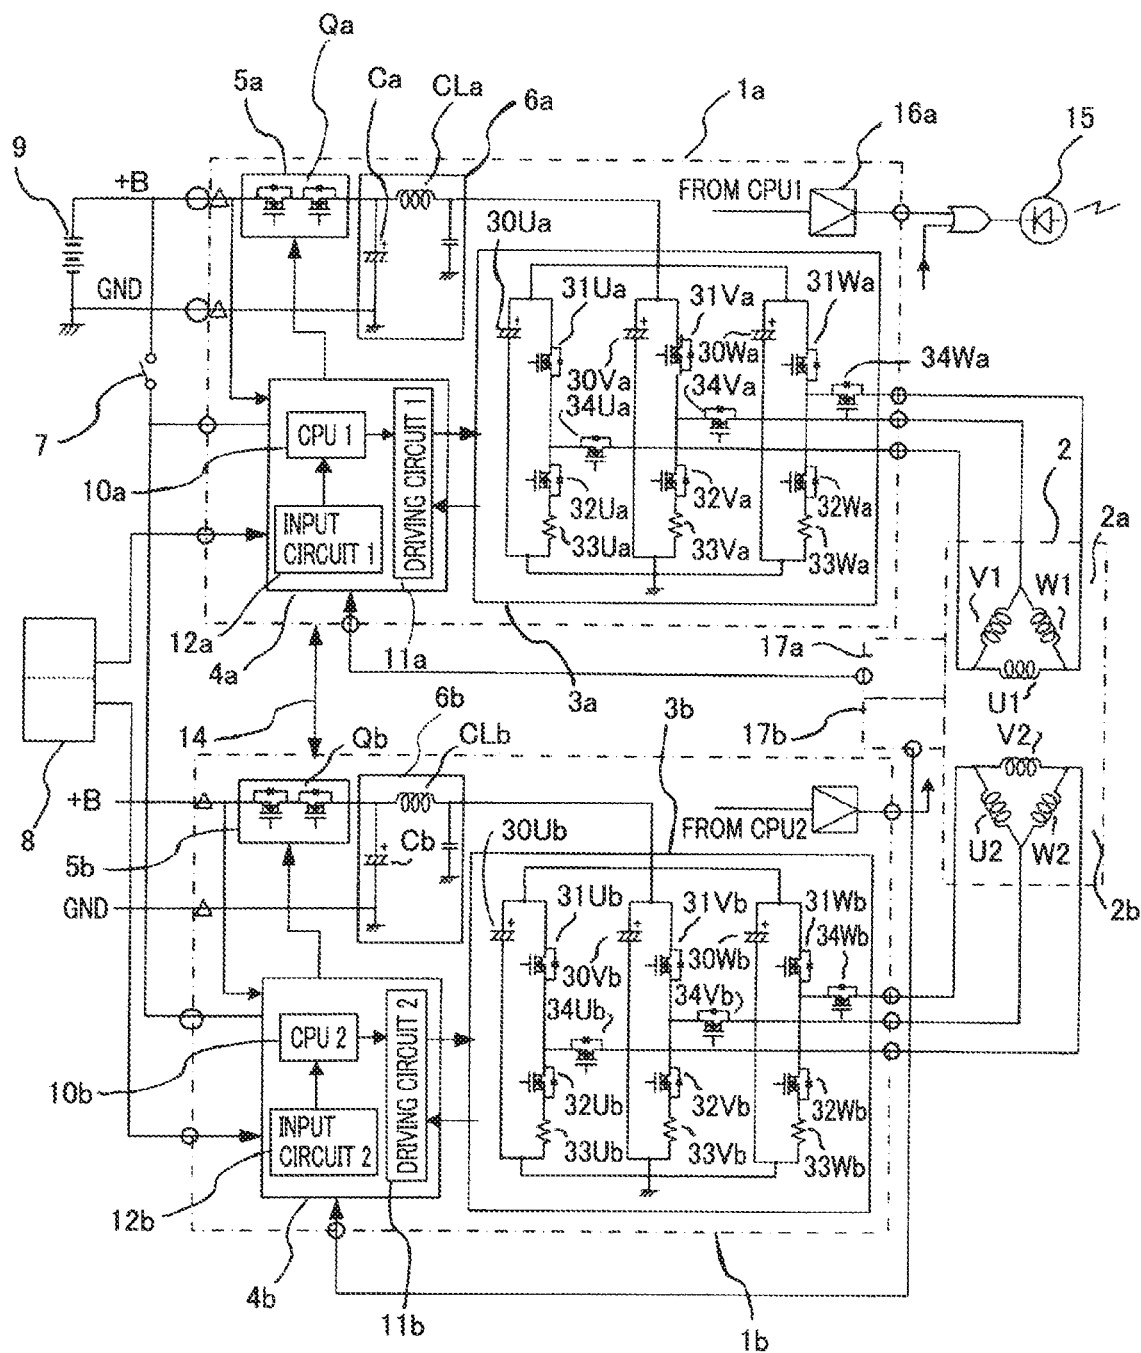 Qa
5a
Ca
CLa
6a
1a
16a
15
9
+B
FROM CPU1
30Ua
GND
31Ua
31Va
31Wa
30Va
30Wa
34Wa
34Va
34Ua
7
CPU 1
DRIVING CIRCUIT 1
10a
2
INPUT
CIRCUIT 1
32Ua
32Va
32Wa
33Ua
33Va
33Wa
2a
V1
W1
12a
4a
11a
3a
17a
U1
14
6b
Qb
CLb
3b
17b
V2
+B
8
5b
Cb
30Ub
FROM CPU2
U2
W2
GND
31Ub
31Vb
31Wb
34Wb
2b
30Vb
30Wb
34Vb
34Ub
CPU 2
DRIVING CIRCUIT 2
10b
INPUT
CIRCUIT 2
32Ub
32Vb
32Wb
33Ub
33Vb
33Wb
12b
4b
11b
1b